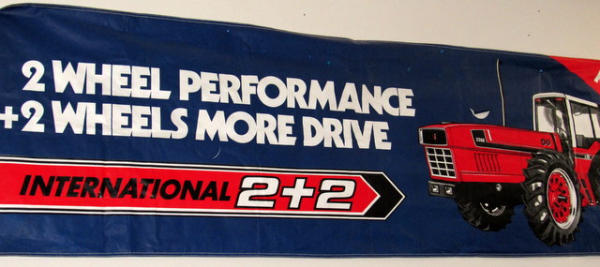 2 WHEEL PERFORMANCE
+2 WHEELS MORE DRIVE
INTERNATIONAL 2+2